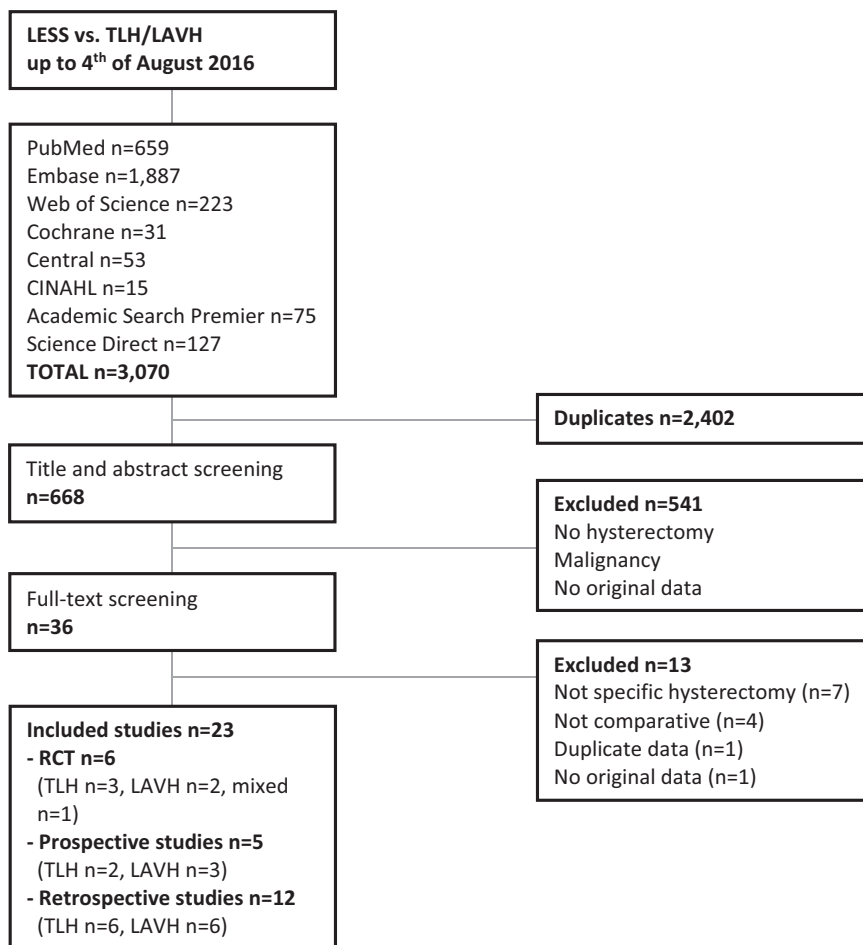 LESS vs. TLH/LAVH
up to 4th of August 2016
PubMed n=659
Embase n=1,887
Web of Science n=223
Cochrane n=31
Central n=53
CINAHL n=15
Academic Search Premier n=75
Science Direct n=127
TOTAL n=3,070
Duplicates n=2,402
Title and abstract screening
n=668
Excluded n=541
No hysterectomy
Malignancy
No original data
Full-text screening
n=36
Excluded n=13
Not specific hysterectomy (n=7)
Not comparative (n=4)
Duplicate data (n=1)
No original data (n=1)
Included studies n=23
- RCT n=6
(TLH n=3, LAVH n=2, mixed
n=1)
- Prospective studies n=5
(TLH n=2, LAVH n=3)
- Retrospective studies n=12
(TLH n=6, LAVH n=6)